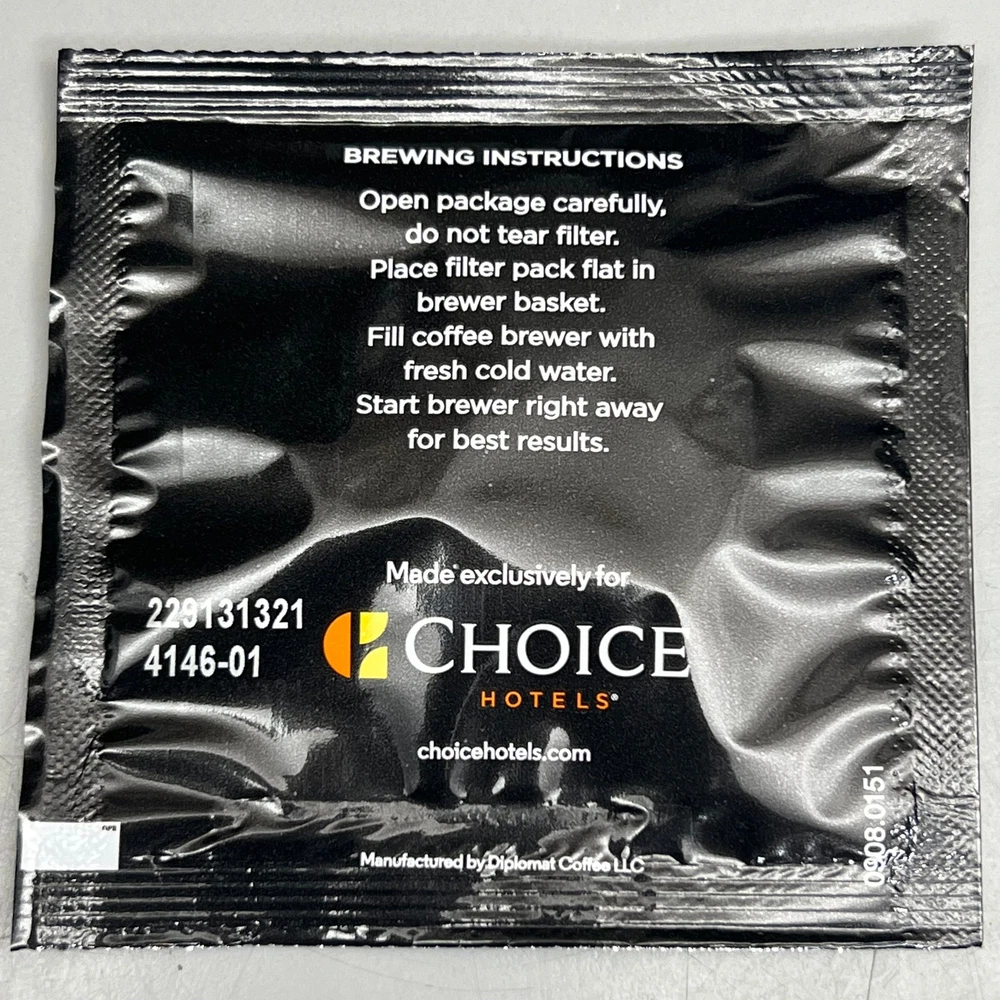 BREWING INSTRUCTIONS
Open package carefully,
do not tear filter.
Place filter pack flat in
brewer basket.
Fill coffee brewer with
fresh cold water.
Start brewer right away
for best results.
Made exclusively for
229131321
4146-01
CHOICE
HOTELS®
choicehotels.com
0908.0151
Manufactured by Diplomat Coffee LLC